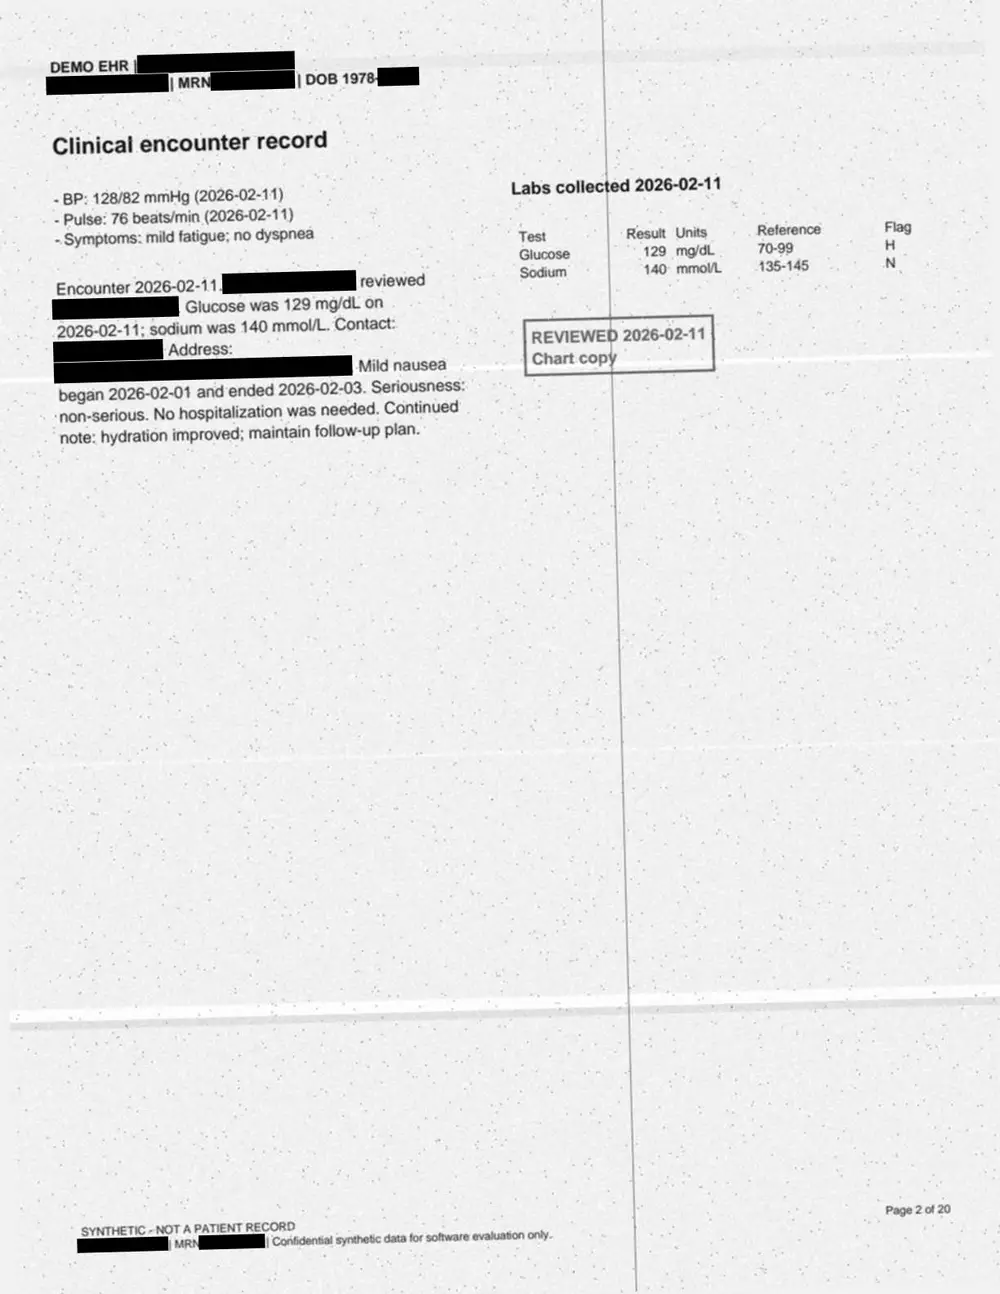 DEMO EHR |
| MRN | DOB 1978-
Clinical encounter record
- BP: 128/82 mmHg (2026-02-11)
- Pulse: 76 beats/min (2026-02-11)
- Symptoms: mild fatigue; no dyspnea
Encounter 2026-02-11. reviewed
Glucose was 129 mg/dL on
2026-02-11; sodium was 140 mmol/L. Contact:
Address:
Mild nausea
began 2026-02-01 and ended 2026-02-03. Seriousness:
non-serious. No hospitalization was needed. Continued
note: hydration improved; maintain follow-up plan.
Labs collected 2026-02-11
Test Result Units Reference Flag
Glucose 129 mg/dL 70-99 H
Sodium 140 mmol/L 135-145 N
REVIEWED 2026-02-11
Chart copy
Page 2 of 20
SYNTHETIC - NOT A PATIENT RECORD
| MRN | Confidential synthetic data for software evaluation only.